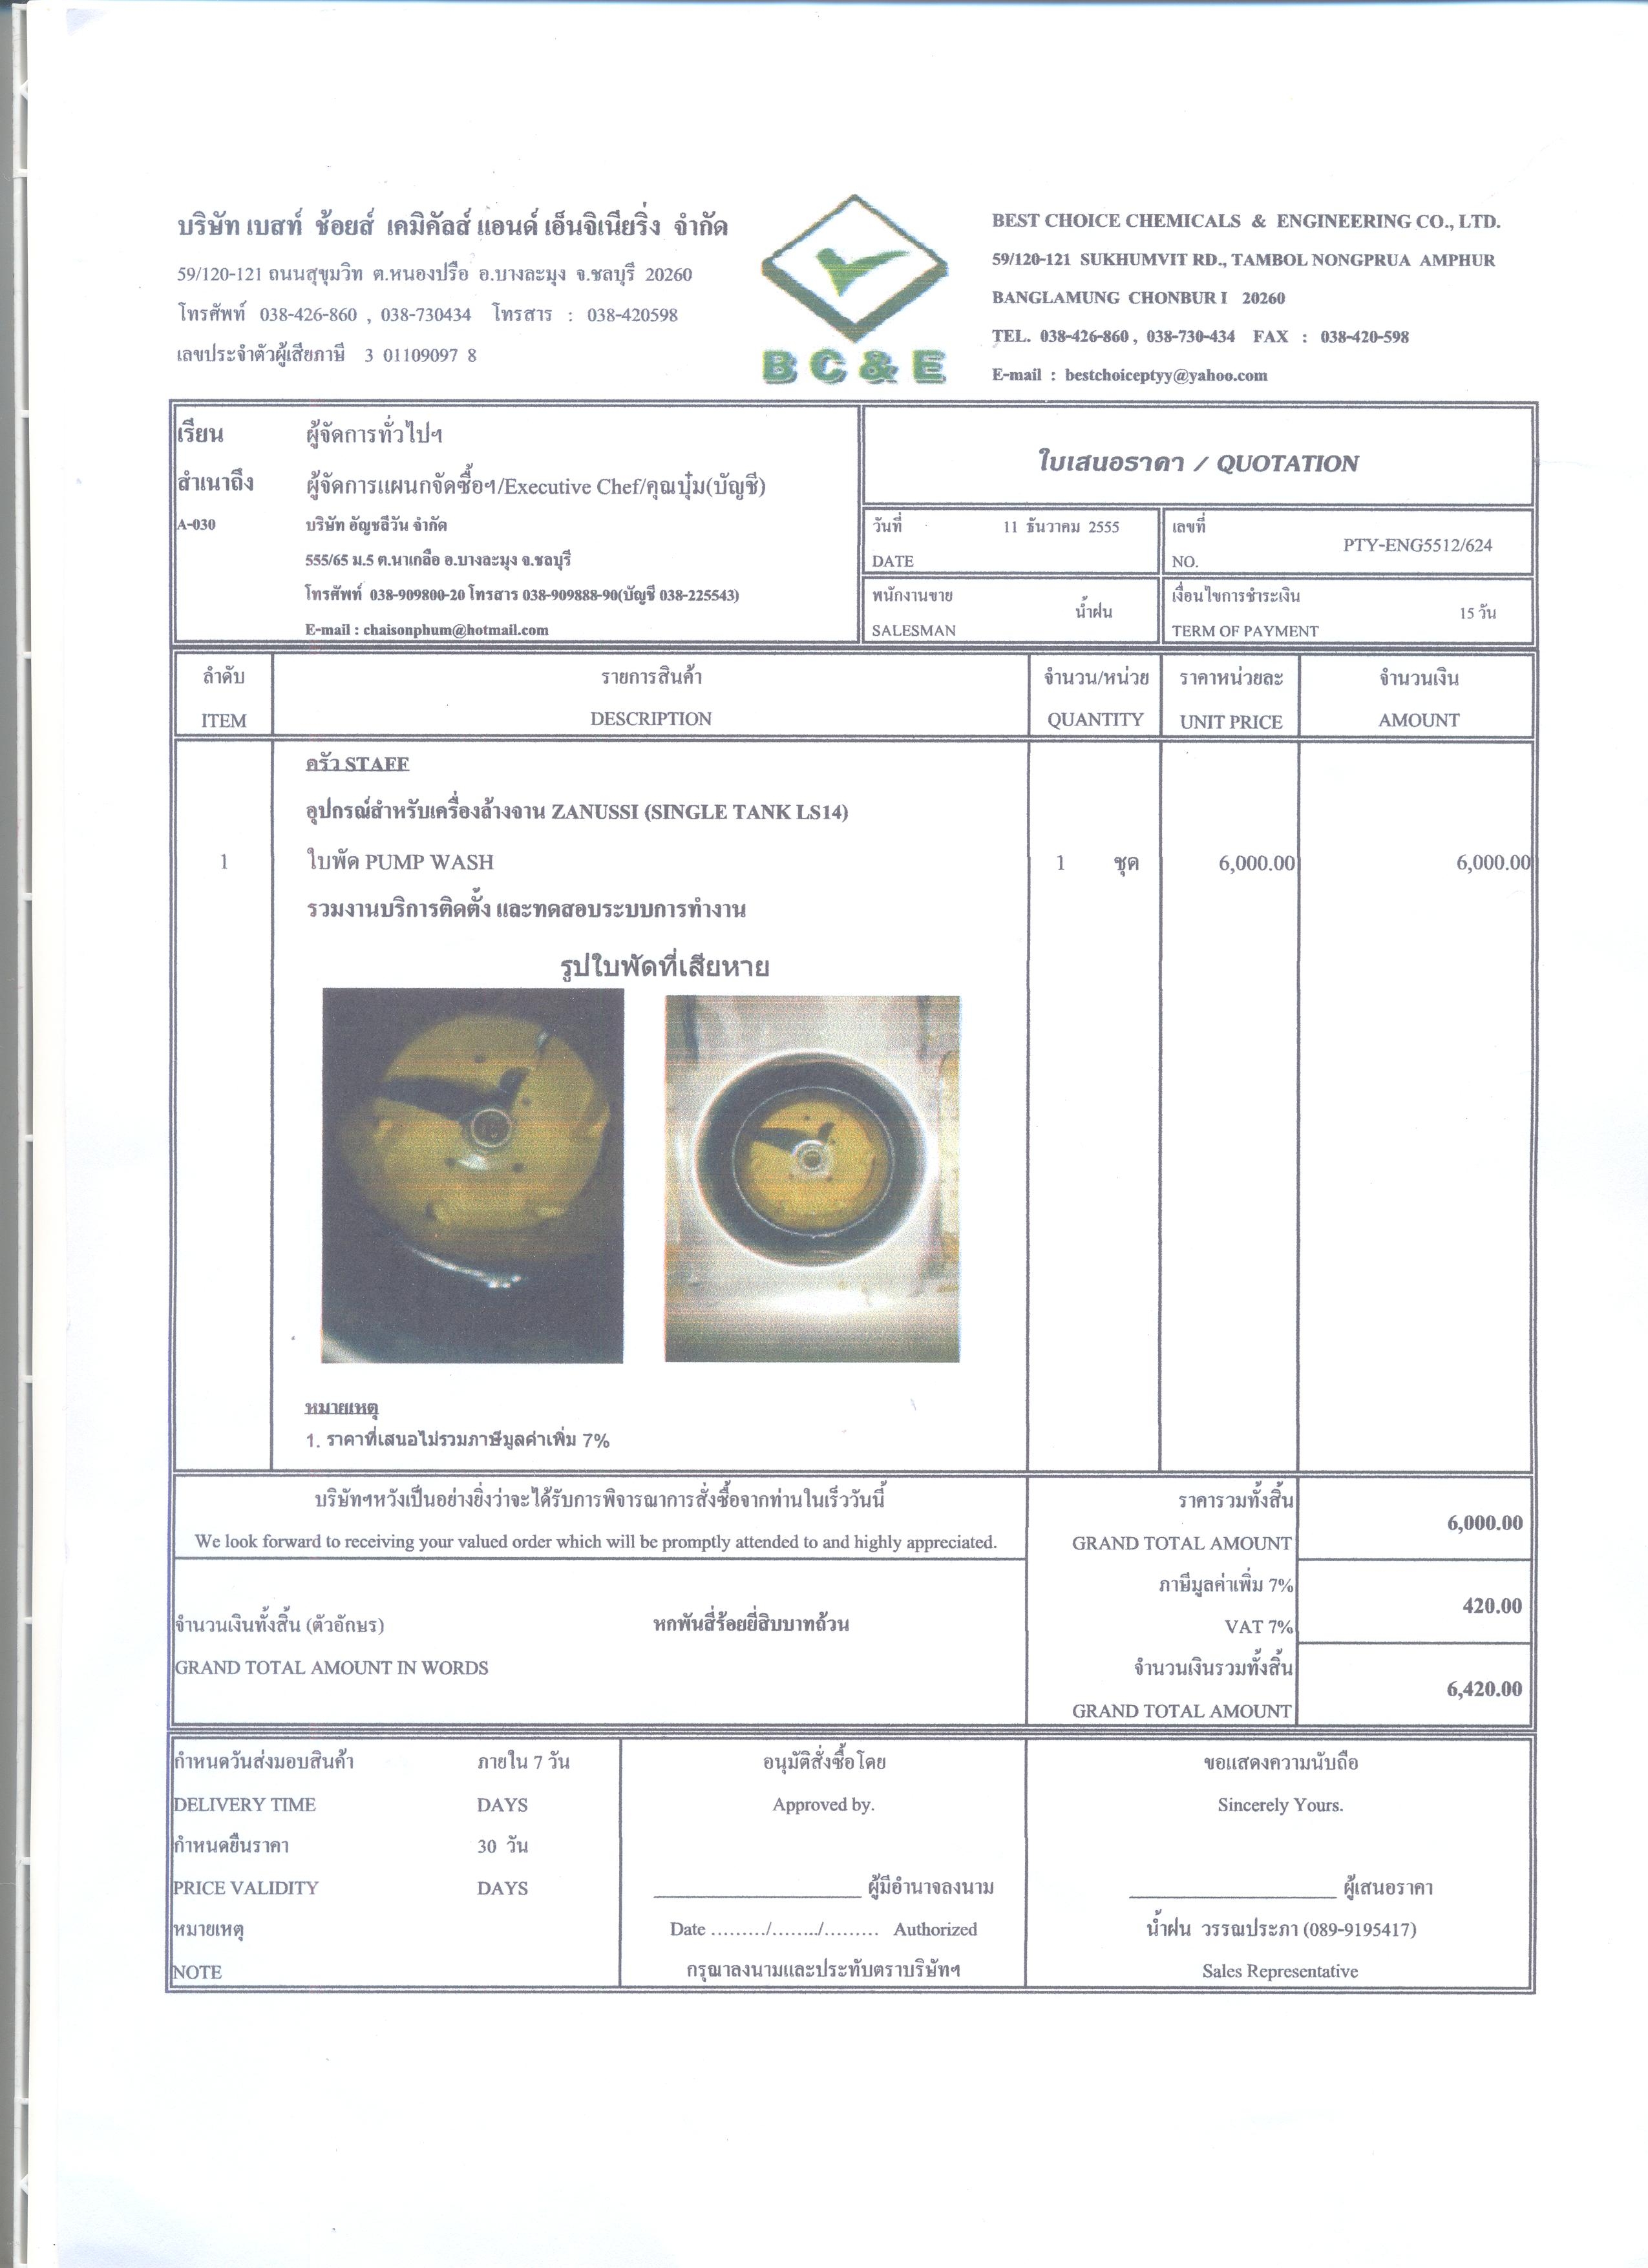 บริษัท เบสท์ ช้อยส์ เคมิคัลส์ แอนด์ เอ็นจิเนียริ่ง จำกัด
59/120-121 ถนนสุขุมวิท ต.หนองปรือ อ.บางละมุง จ.ชลบุรี 20260
โทรศัพท์ 038-426-860 , 038-730434 โทรสาร : 038-420598
เลขประจำตัวผู้เสียภาษี 3 01109097 8
BC&E
BEST CHOICE CHEMICALS & ENGINEERING CO., LTD.
59/120-121 SUKHUMVIT RD., TAMBOL NONGPRUA AMPHUR
BANGLAMUNG CHONBUR I 20260
TEL. 038-426-860 , 038-730-434 FAX : 038-420-598
E-mail : bestchoiceptyy@yahoo.com
เรียน ผู้จัดการทั่วไปฯ
สำเนาถึง ผู้จัดการแผนกจัดซื้อฯ/Executive Chef/คุณปุ๋ม(บัญชี)
A-030 บริษัท อัญชลีวัน จำกัด
555/65 ม.5 ต.นาเกลือ อ.บางละมุง จ.ชลบุรี
โทรศัพท์ 038-909800-20 โทรสาร 038-909888-90(บัญชี 038-225543)
E-mail : chaisonphum@hotmail.com
ใบเสนอราคา / QUOTATION
วันที่ 11 ธันวาคม 2555
DATE
เลขที่ PTY-ENG5512/624
NO.
พนักงานขาย น้ำฝน
SALESMAN
เงื่อนไขการชำระเงิน 15 วัน
TERM OF PAYMENT
ลำดับ รายการสินค้า จำนวน/หน่วย ราคาหน่วยละ จำนวนเงิน
ITEM DESCRIPTION QUANTITY UNIT PRICE AMOUNT
ครัว STAFF
อุปกรณ์สำหรับเครื่องล้างจาน ZANUSSI (SINGLE TANK LS14)
1 ใบพัด PUMP WASH 1 ชุด 6,000.00 6,000.00
รวมงานบริการติดตั้ง และทดสอบระบบการทำงาน
รูปใบพัดที่เสียหาย
หมายเหตุ
1. ราคาที่เสนอไม่รวมภาษีมูลค่าเพิ่ม 7%
บริษัทฯหวังเป็นอย่างยิ่งว่าจะได้รับการพิจารณาการสั่งซื้อจากท่านในเร็ววันนี้
We look forward to receiving your valued order which will be promptly attended to and highly appreciated.
ราคารวมทั้งสิ้น 6,000.00
GRAND TOTAL AMOUNT
ภาษีมูลค่าเพิ่ม 7% 420.00
VAT 7%
จำนวนเงินทั้งสิ้น (ตัวอักษร) หกพันสี่ร้อยยี่สิบบาทถ้วน
GRAND TOTAL AMOUNT IN WORDS
จำนวนเงินรวมทั้งสิ้น 6,420.00
GRAND TOTAL AMOUNT
กำหนดวันส่งมอบสินค้า ภายใน 7 วัน
DELIVERY TIME DAYS
กำหนดยืนราคา 30 วัน
PRICE VALIDITY DAYS
หมายเหตุ
NOTE
อนุมัติสั่งซื้อโดย
Approved by.
ผู้มีอำนาจลงนาม
Date ........./......../......... Authorized
กรุณาลงนามและประทับตราบริษัทฯ
ขอแสดงความนับถือ
Sincerely Yours.
ผู้เสนอราคา
น้ำฝน วรรณประภา (089-9195417)
Sales Representative